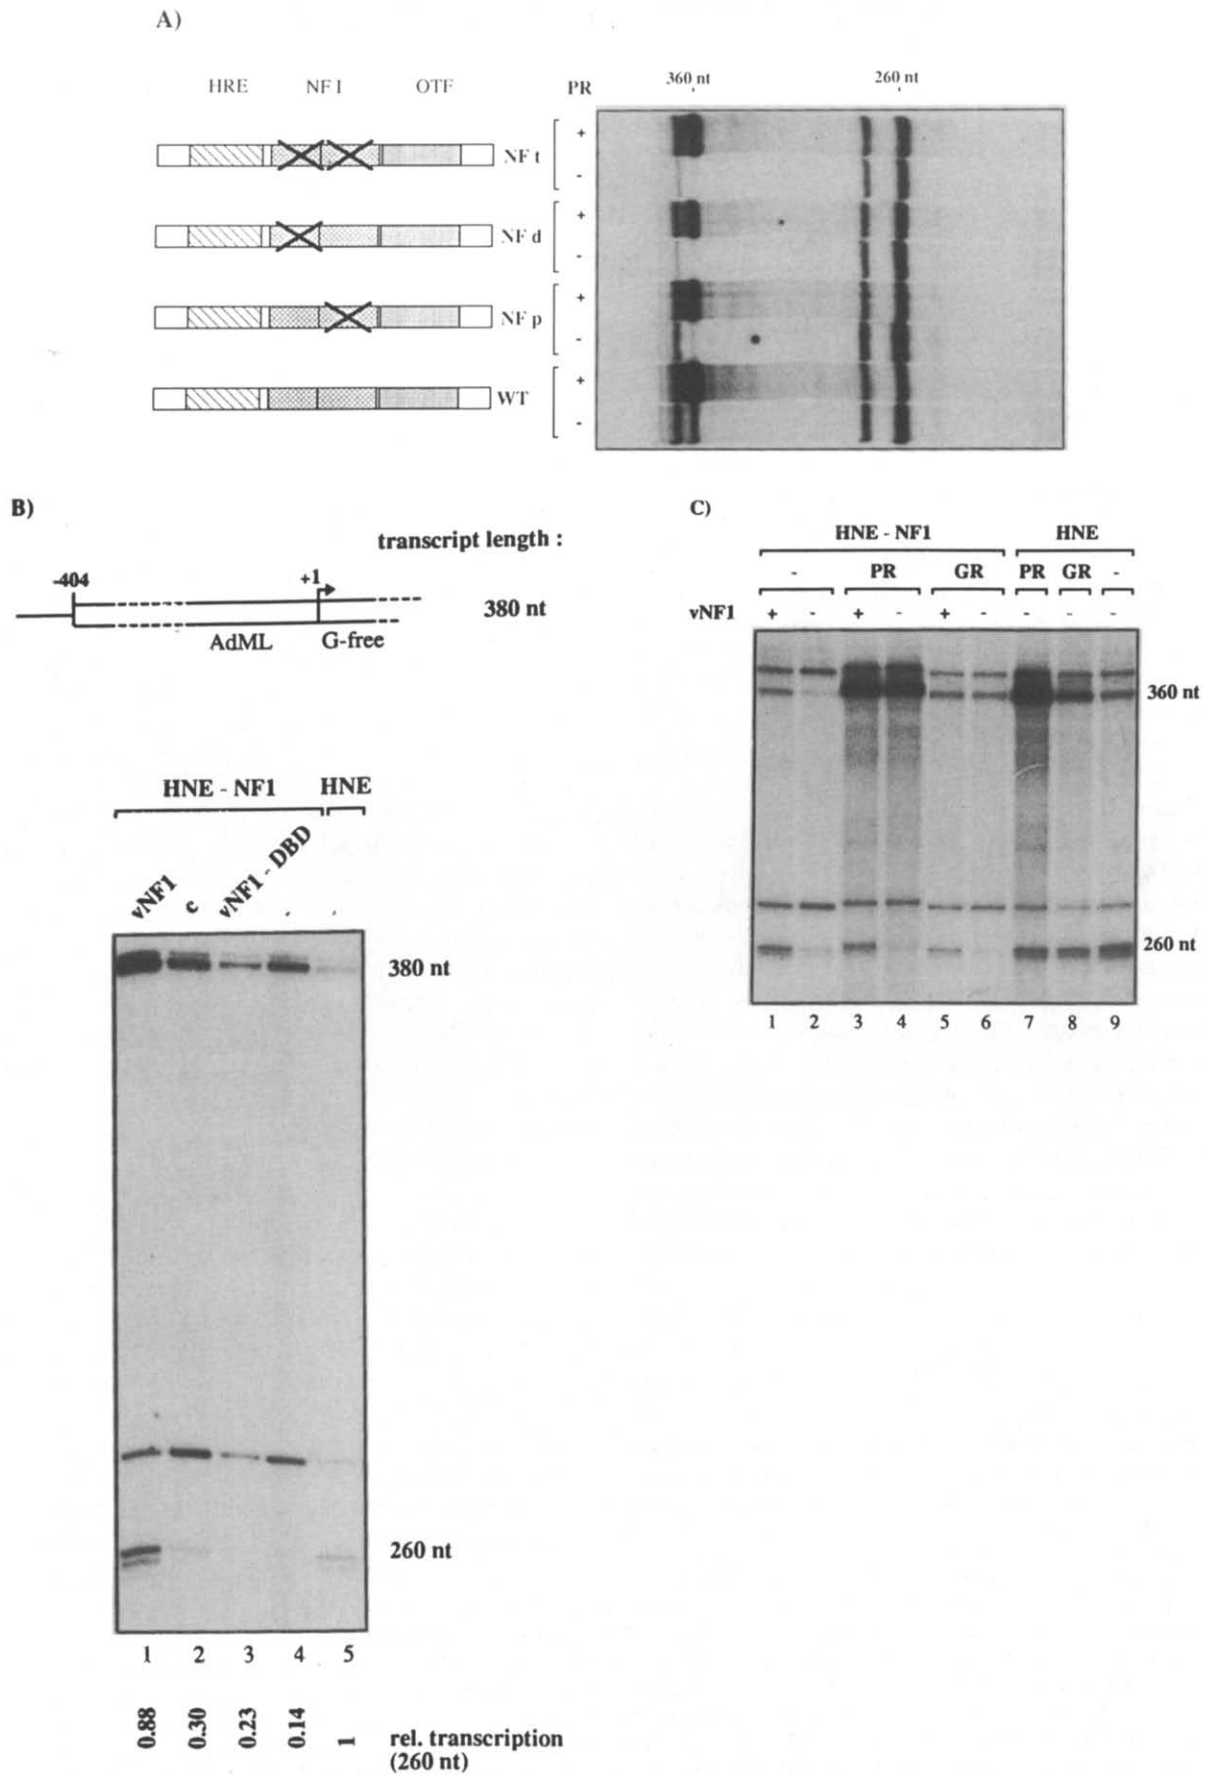 A)
HRE NF I OTF PR 360 nt 260 nt
NF t + -
NF d + -
NF p + -
WT + -
B)
transcript length :
-404 +1
380 nt
AdML G-free
HNE - NF1 HNE
vNF1 c vNF1 - DBD - -
380 nt
260 nt
1 2 3 4 5
0.88 0.30 0.23 0.14 1 rel. transcription
(260 nt)
C)
HNE - NF1 HNE
- PR GR PR GR -
vNF1 + - + - + - - - -
360 nt
260 nt
1 2 3 4 5 6 7 8 9